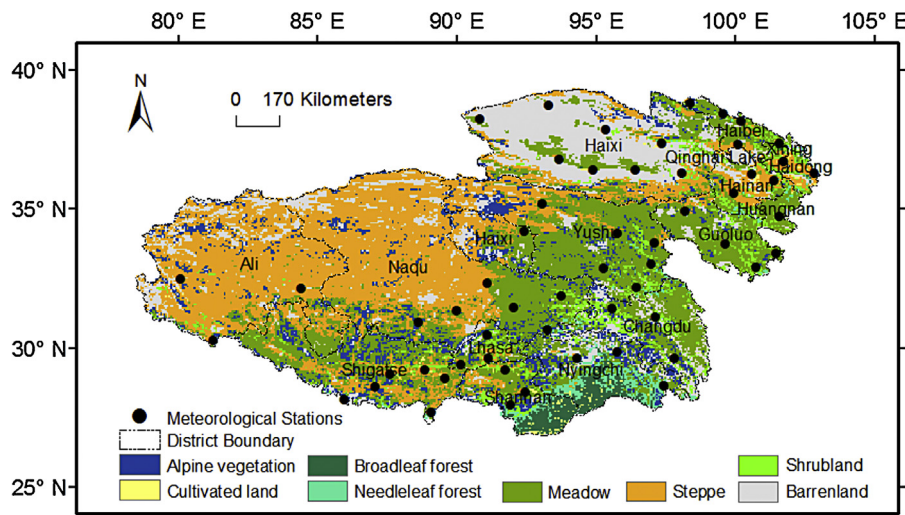 80° E 85° E 90° E 95° E 100° E 105° E
40° N
N
0 170 Kilometers
Haibei
Xining
Haixi
Qinghai Lake
Haidong
Hainan
35° N
Huangnan
Haixi
Yushu
Guoluo
Ali
Naqu
Changdu
30° N
Lhasa
Shigatse
Nyingchi
Shannan
Meteorological Stations
District Boundary
Alpine vegetation
Broadleaf forest
Shrubland
25° N
Cultivated land
Needleleaf forest
Meadow
Steppe
Barrenland